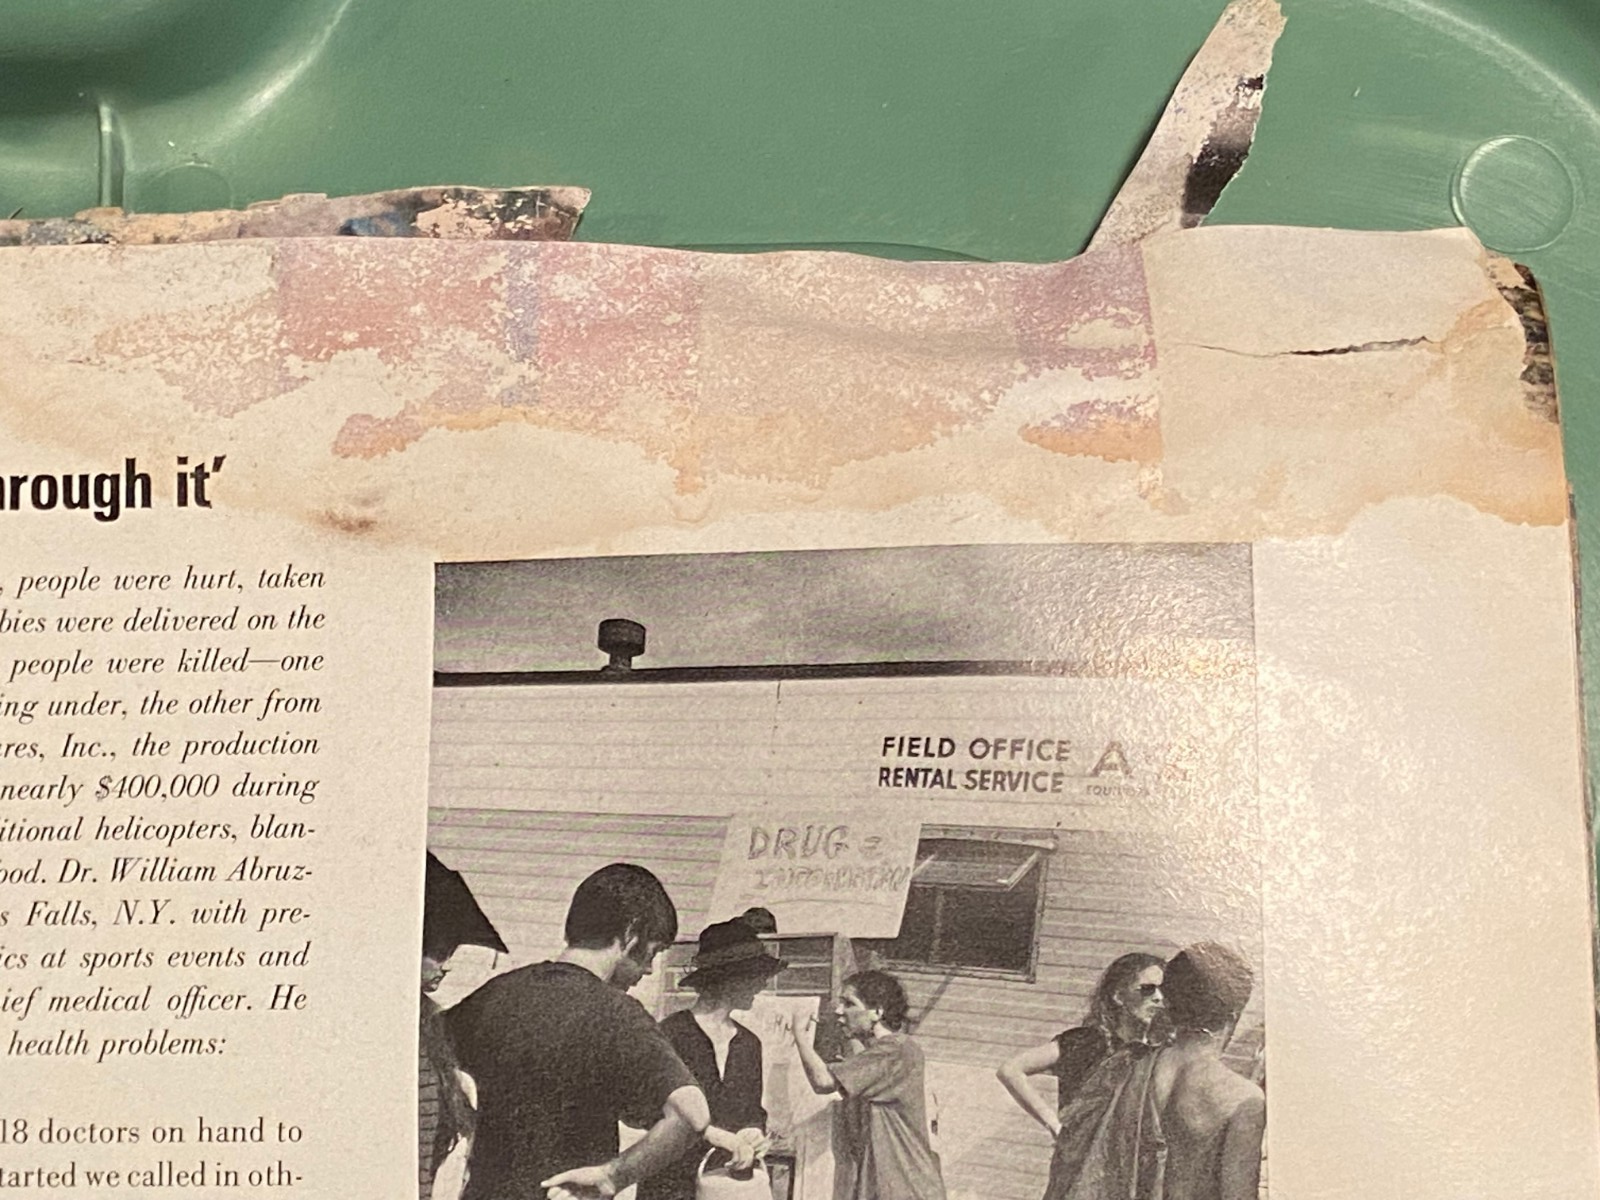 hrough it’
, people were hurt, taken
bies were delivered on the
people were killed—one
ing under, the other from
res, Inc., the production
nearly $400,000 during
itional helicopters, blan-
ood. Dr. William Abruz-
s Falls, N.Y. with pre-
ics at sports events and
ief medical officer. He
health problems:
18 doctors on hand to
tarted we called in oth-
FIELD OFFICE A
RENTAL SERVICE
DRUG =
INFORMATION